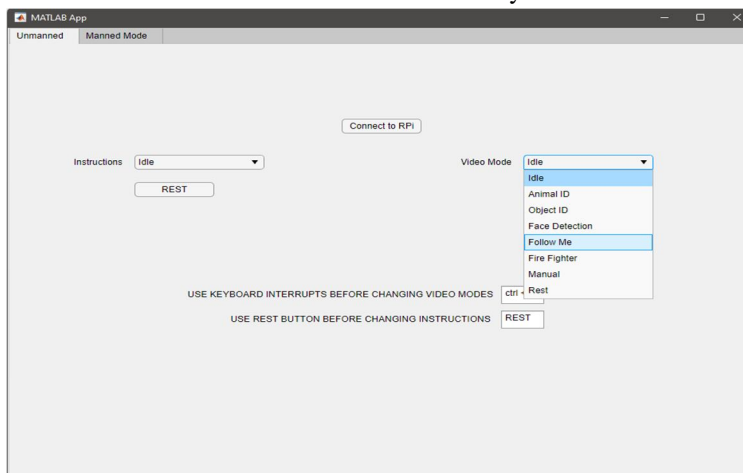 MATLAB App
Unmanned Manned Mode
Connect to RPi
Instructions Idle Video Mode Idle
Idle
REST
Animal ID
Object ID
Face Detection
Follow Me
Fire Fighter
Manual
Rest
USE KEYBOARD INTERRUPTS BEFORE CHANGING VIDEO MODES ctrl
USE REST BUTTON BEFORE CHANGING INSTRUCTIONS REST